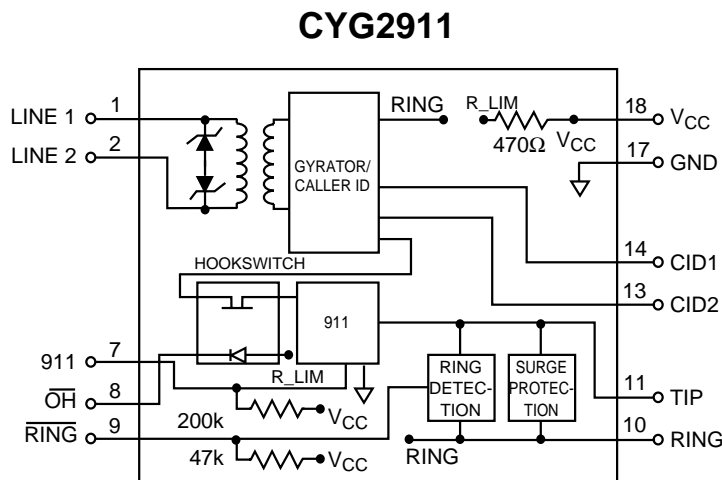 CYG2911
LINE 1
1
LINE 2
2
GYRATOR/
CALLER ID
RING
R_LIM
470Ω
VCC
18
VCC
17
GND
14
CID1
13
CID2
HOOKSWITCH
911
R_LIM
911
7
OH
8
RING
9
200k
VCC
47k
VCC
RING
DETEC-
TION
SURGE
PROTEC-
TION
RING
11
TIP
10
RING